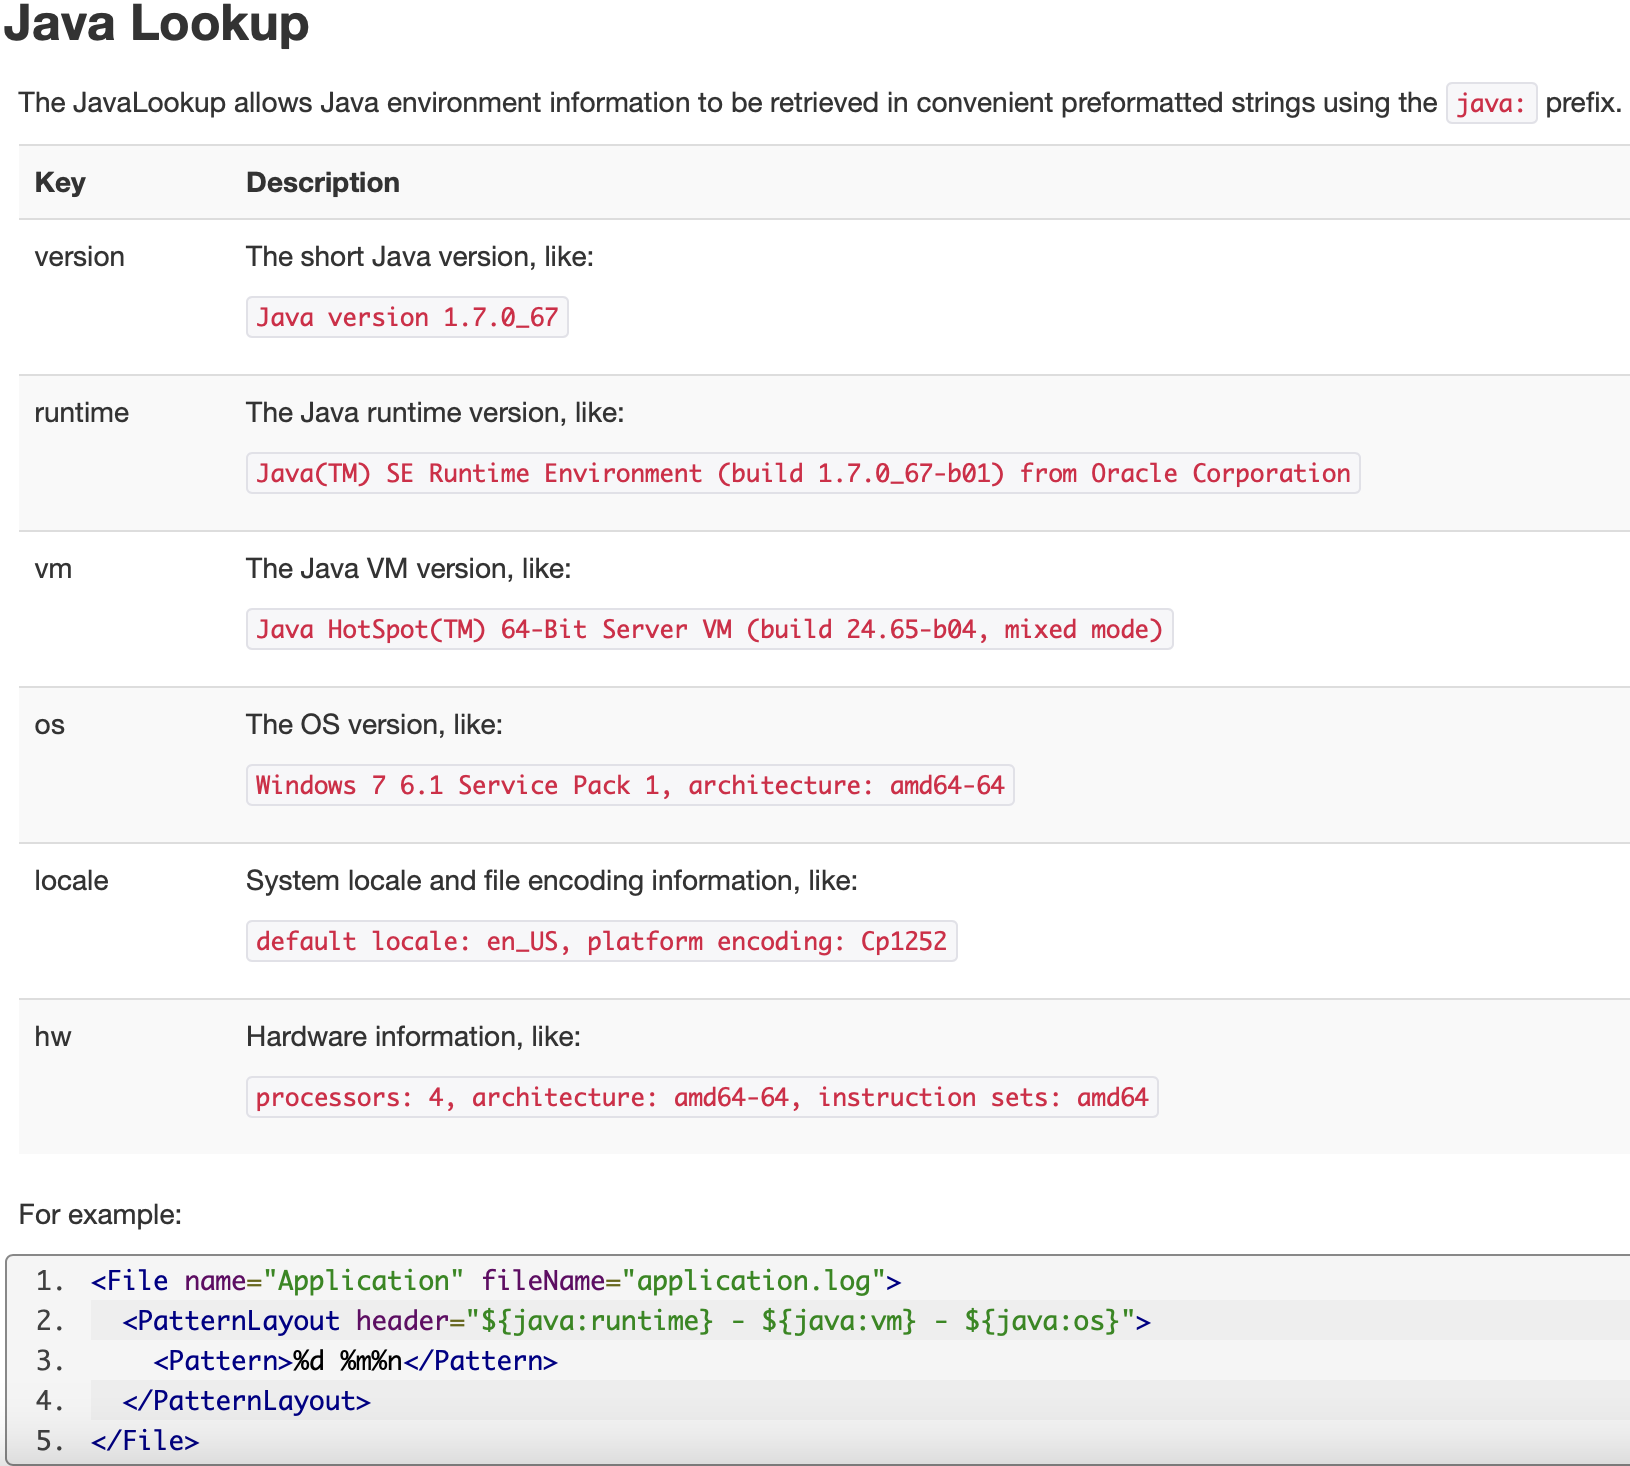 Java Lookup
The JavaLookup allows Java environment information to be retrieved in convenient preformatted strings using the java: prefix.
Key Description
version The short Java version, like:
Java version 1.7.0_67
runtime The Java runtime version, like:
Java(TM) SE Runtime Environment (build 1.7.0_67-b01) from Oracle Corporation
vm The Java VM version, like:
Java HotSpot(TM) 64-Bit Server VM (build 24.65-b04, mixed mode)
os The OS version, like:
Windows 7 6.1 Service Pack 1, architecture: amd64-64
locale System locale and file encoding information, like:
default locale: en_US, platform encoding: Cp1252
hw Hardware information, like:
processors: 4, architecture: amd64-64, instruction sets: amd64
For example:
1. <File name="Application" fileName="application.log">
2.   <PatternLayout header="${java:runtime} - ${java:vm} - ${java:os}">
3.     <Pattern>%d %m%n</Pattern>
4.   </PatternLayout>
5. </File>